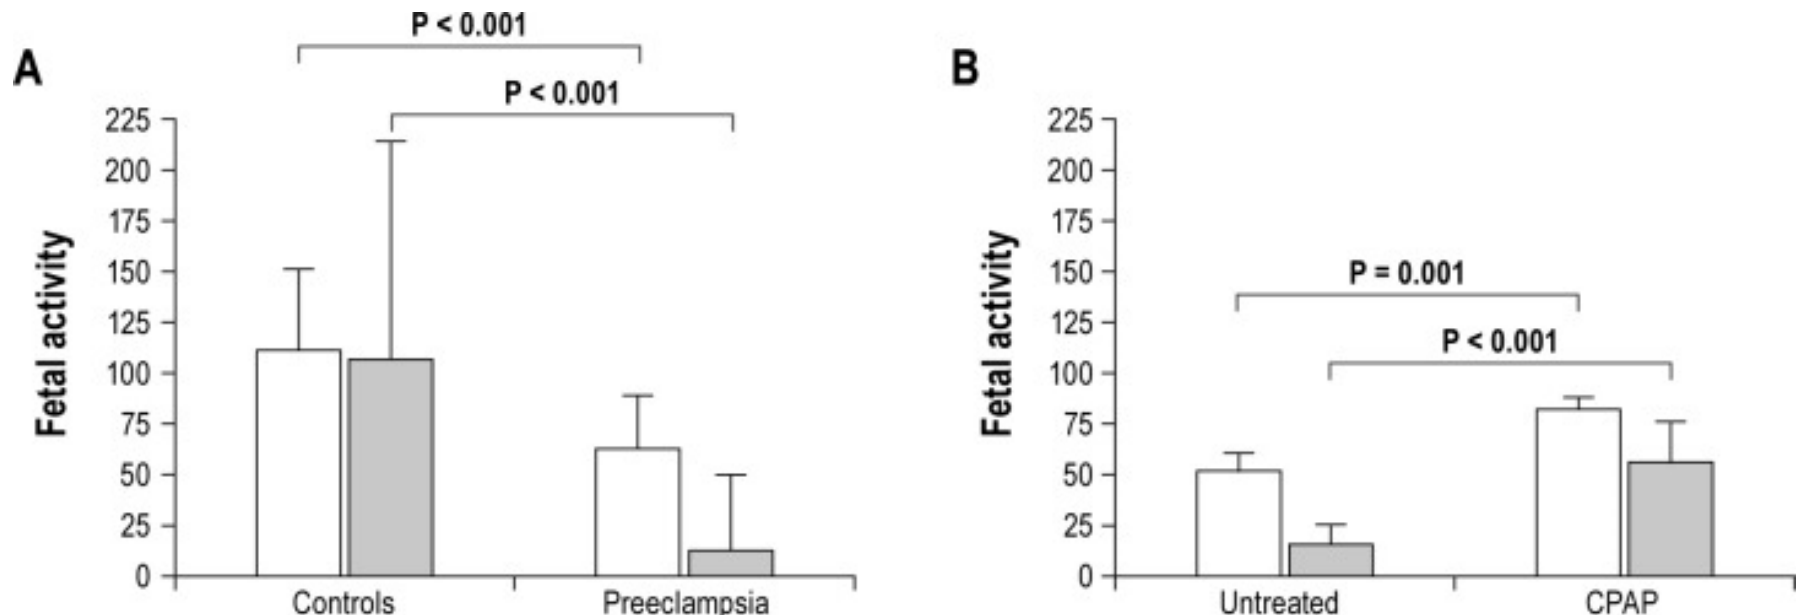 A
P < 0.001
P < 0.001
Fetal activity
225
200
175
150
125
100
75
50
25
0
Controls
Preeclampsia
B
P = 0.001
P < 0.001
Fetal activity
225
200
175
150
125
100
75
50
25
0
Untreated
CPAP